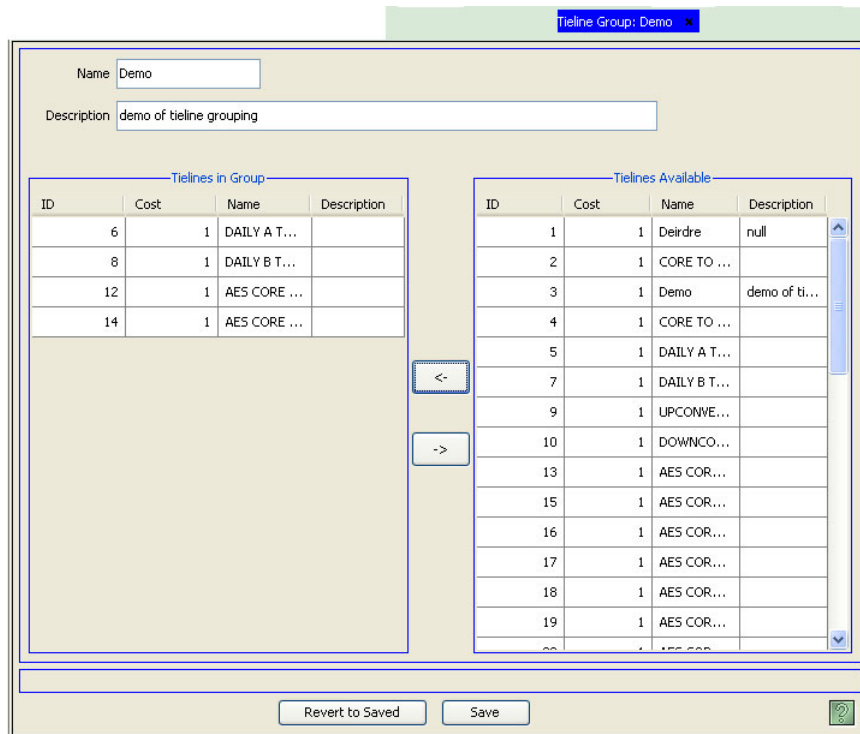 Tieline Group: Demo x
Name Demo
Description demo of tieline grouping
Tielines in Group
ID Cost Name Description
6 1 DAILY A T...
8 1 DAILY B T...
12 1 AES CORE ...
14 1 AES CORE ...
<-
->
Tielines Available
ID Cost Name Description
1 1 Deirdre null
2 1 CORE TO ...
3 1 Demo demo of ti...
4 1 CORE TO ...
5 1 DAILY A T...
7 1 DAILY B T...
9 1 UPCONVE...
10 1 DOWNCO...
13 1 AES COR...
15 1 AES COR...
16 1 AES COR...
17 1 AES COR...
18 1 AES COR...
19 1 AES COR...
Revert to Saved Save ?